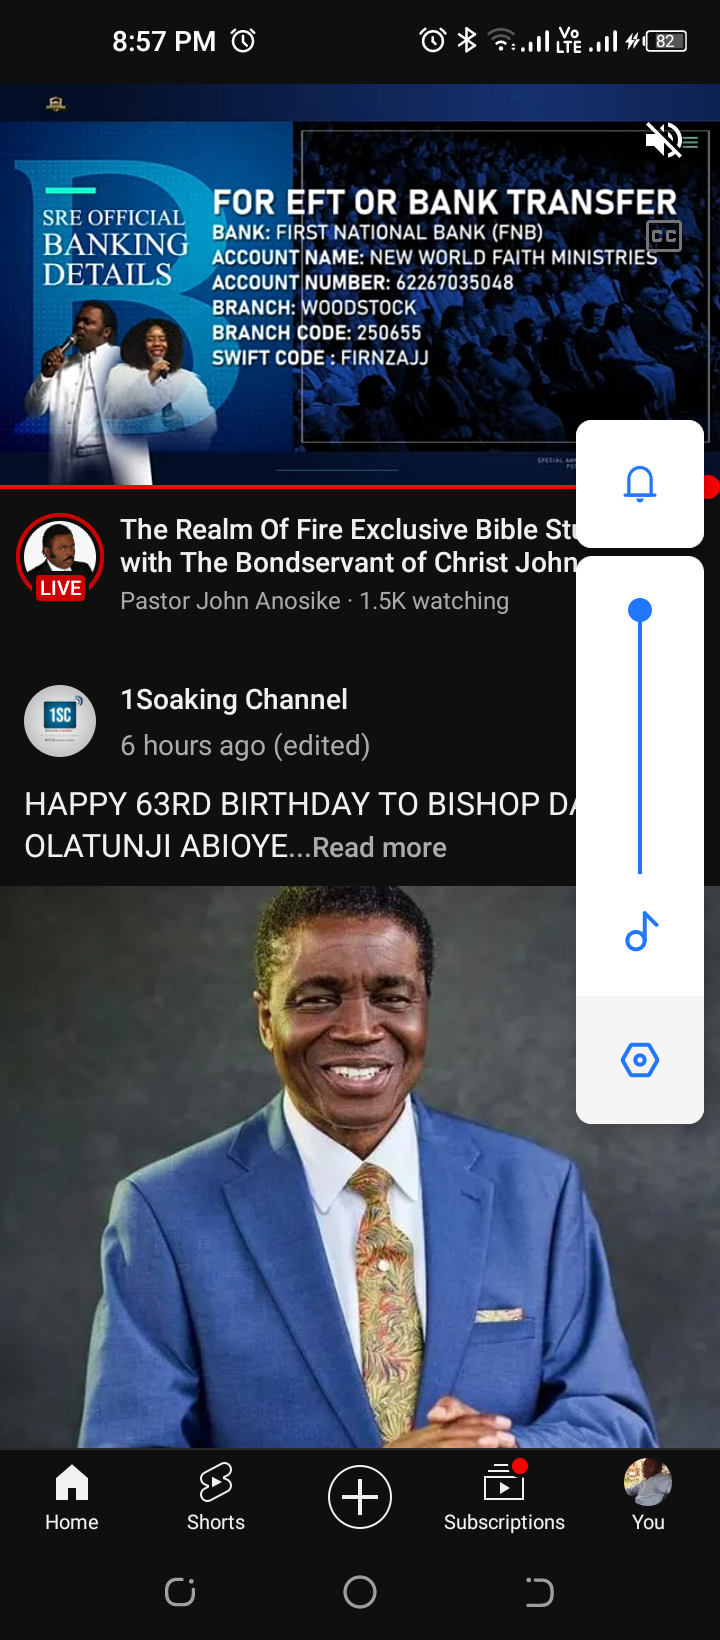 8:57 PM
Vo
LTE
82
SRE OFFICIAL
BANKING
DETAILS
FOR EFT OR BANK TRANSFER
BANK: FIRST NATIONAL BANK (FNB)
ACCOUNT NAME: NEW WORLD FAITH MINISTRIES
ACCOUNT NUMBER: 62267035048
BRANCH: WOODSTOCK
BRANCH CODE: 250655
SWIFT CODE : FIRNZAJJ
CC
The Realm Of Fire Exclusive Bible
with The Bondservant of Christ John
LIVE
Pastor John Anosike · 1.5K watching
1SC
1Soaking Channel
6 hours ago (edited)
HAPPY 63RD BIRTHDAY TO BISHOP
OLATUNJI ABIOYE...Read more
Home
Shorts
Subscriptions
You